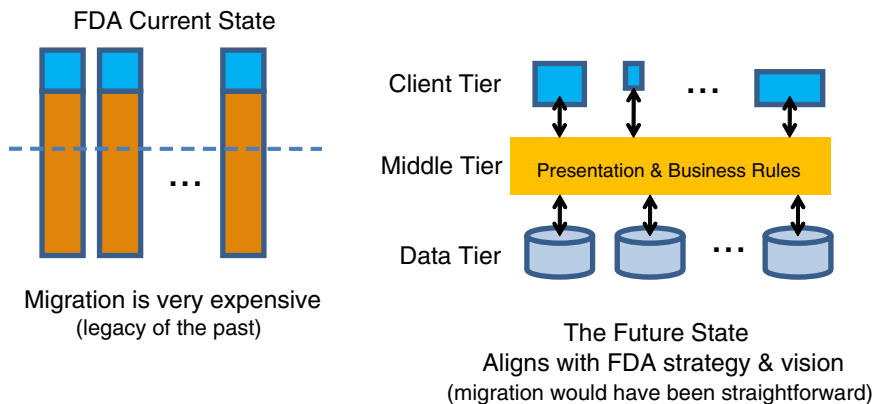 FDA Current State
...
Migration is very expensive
(legacy of the past)
Client Tier
...
Middle Tier
Presentation & Business Rules
Data Tier
...
The Future State
Aligns with FDA strategy & vision
(migration would have been straightforward)